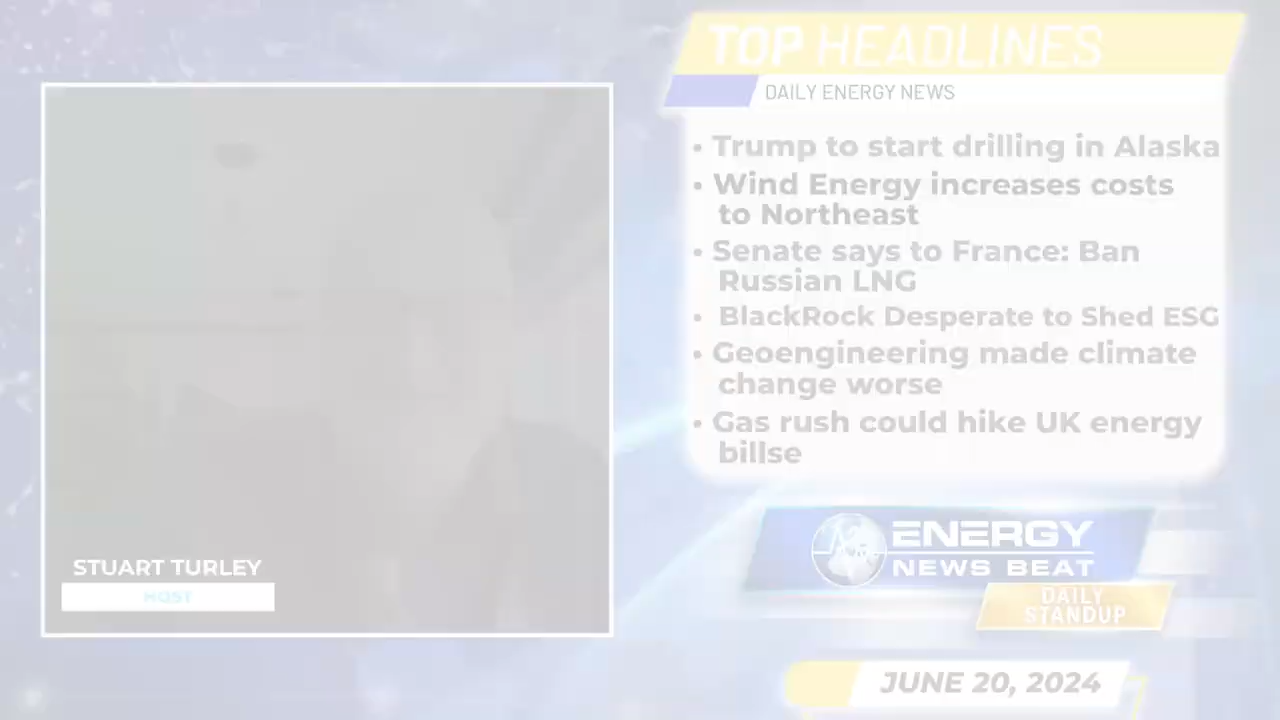 TOP HEADLINES
DAILY ENERGY NEWS
• Trump to start drilling in Alaska
• Wind Energy increases costs
to Northeast
• Senate says to France: Ban
Russian LNG
• BlackRock Desperate to Shed ESG
• Geoengineering made climate
change worse
• Gas rush could hike UK energy
billse
STUART TURLEY
HOST
ENERGY
NEWS BEAT
DAILY
STANDUP
JUNE 20, 2024